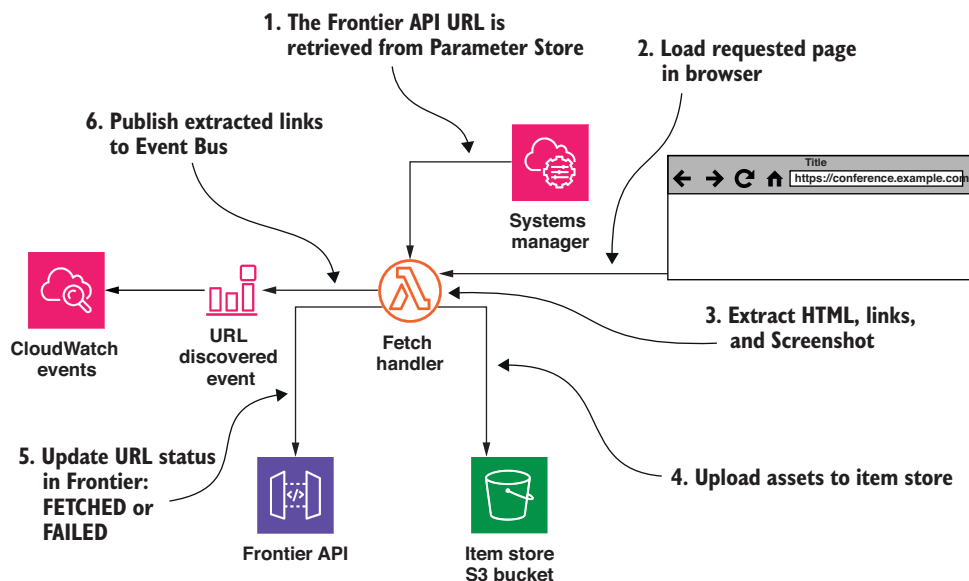 1. The Frontier API URL is
retrieved from Parameter Store
2. Load requested page
in browser
6. Publish extracted links
to Event Bus
Title
https://conference.example.com
Systems
manager
3. Extract HTML, links,
and Screenshot
CloudWatch
events
URL
discovered
event
Fetch
handler
5. Update URL status
in Frontier:
FETCHED or
FAILED
4. Upload assets to item store
</>
Frontier API
Item store
S3 bucket